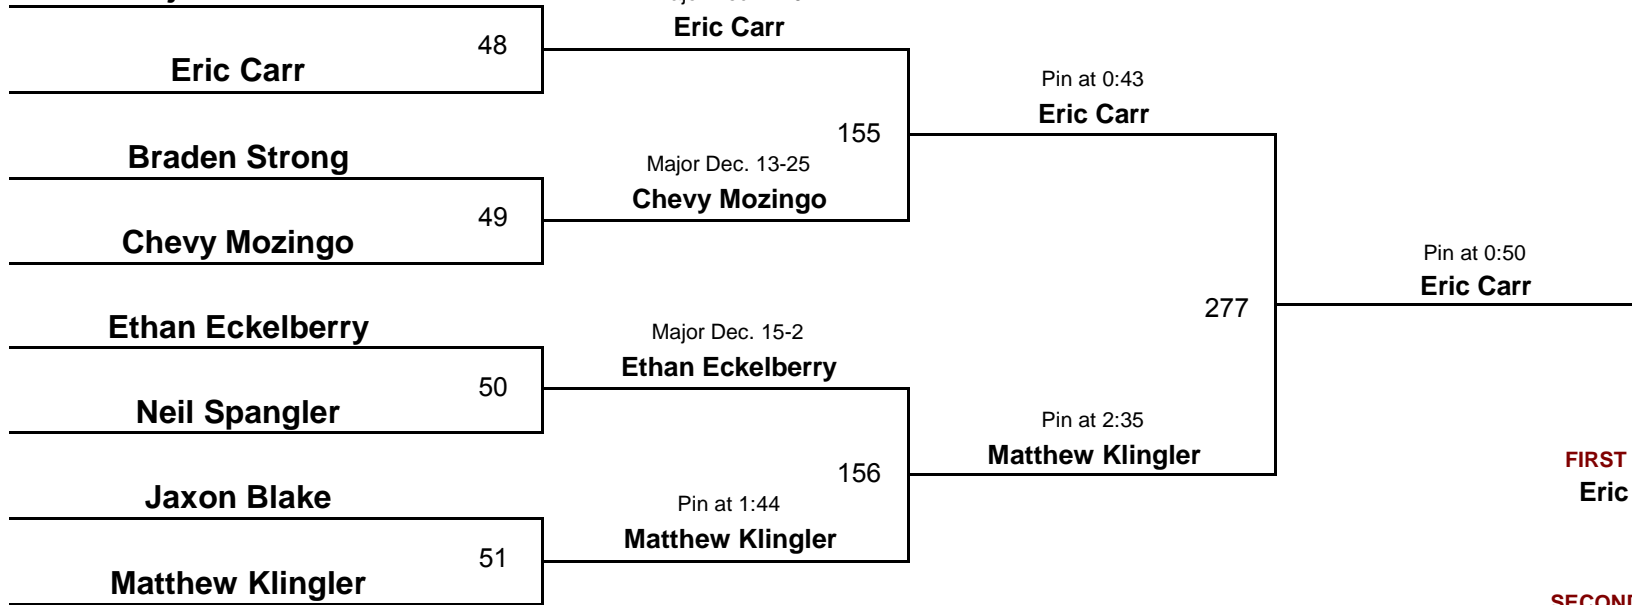 Eric Carr
48
Eric Carr
Braden Strong
49
Chevy Mozingo
Major Dec. 13-25
Chevy Mozingo
155
Pin at 0:43
Eric Carr
Ethan Eckelberry
50
Neil Spangler
Major Dec. 15-2
Ethan Eckelberry
Jaxon Blake
51
Matthew Klingler
Pin at 1:44
Matthew Klingler
156
Pin at 2:35
Matthew Klingler
277
Pin at 0:50
Eric Carr
FIRST
Eric
SECOND